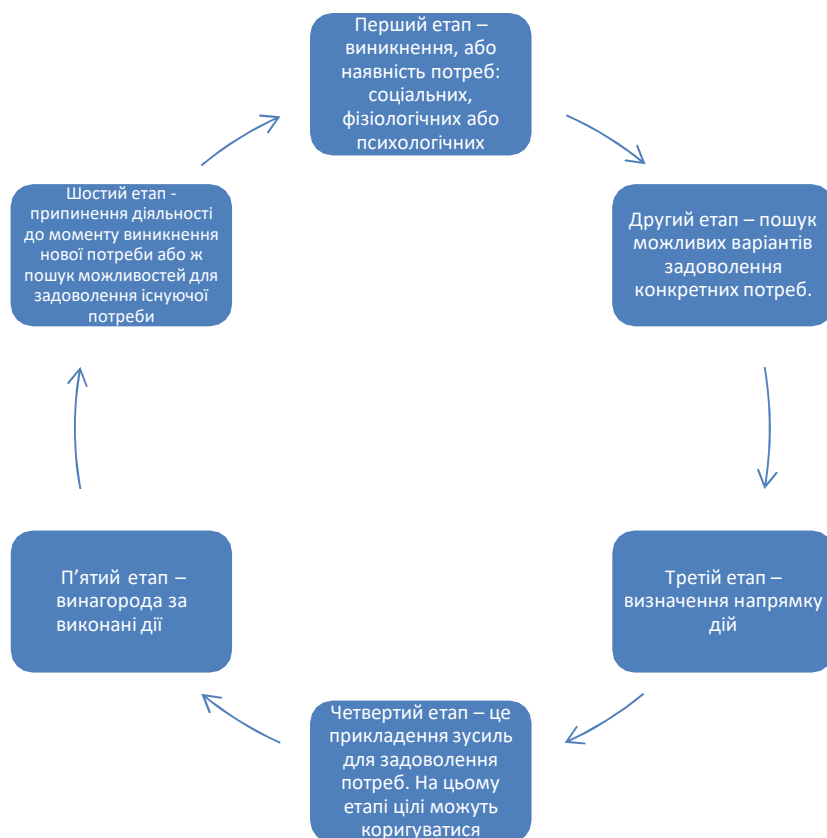 Перший етап –
виникнення, або
наявність потреб:
соціальних,
фізіологічних або
психологічних
Другий етап – пошук
можливих варіантів
задоволення
конкретних потреб.
Третій етап –
визначення напрямку
дій
Четвертий етап – це
прикладення зусиль
для задоволення
потреб. На цьому
етапі цілі можуть
коригуватися
П’ятий етап –
винагорода за
виконані дії
Шостий етап -
припинення діяльності
до моменту виникнення
нової потреби або ж
пошук можливостей для
задоволення існуючої
потреби